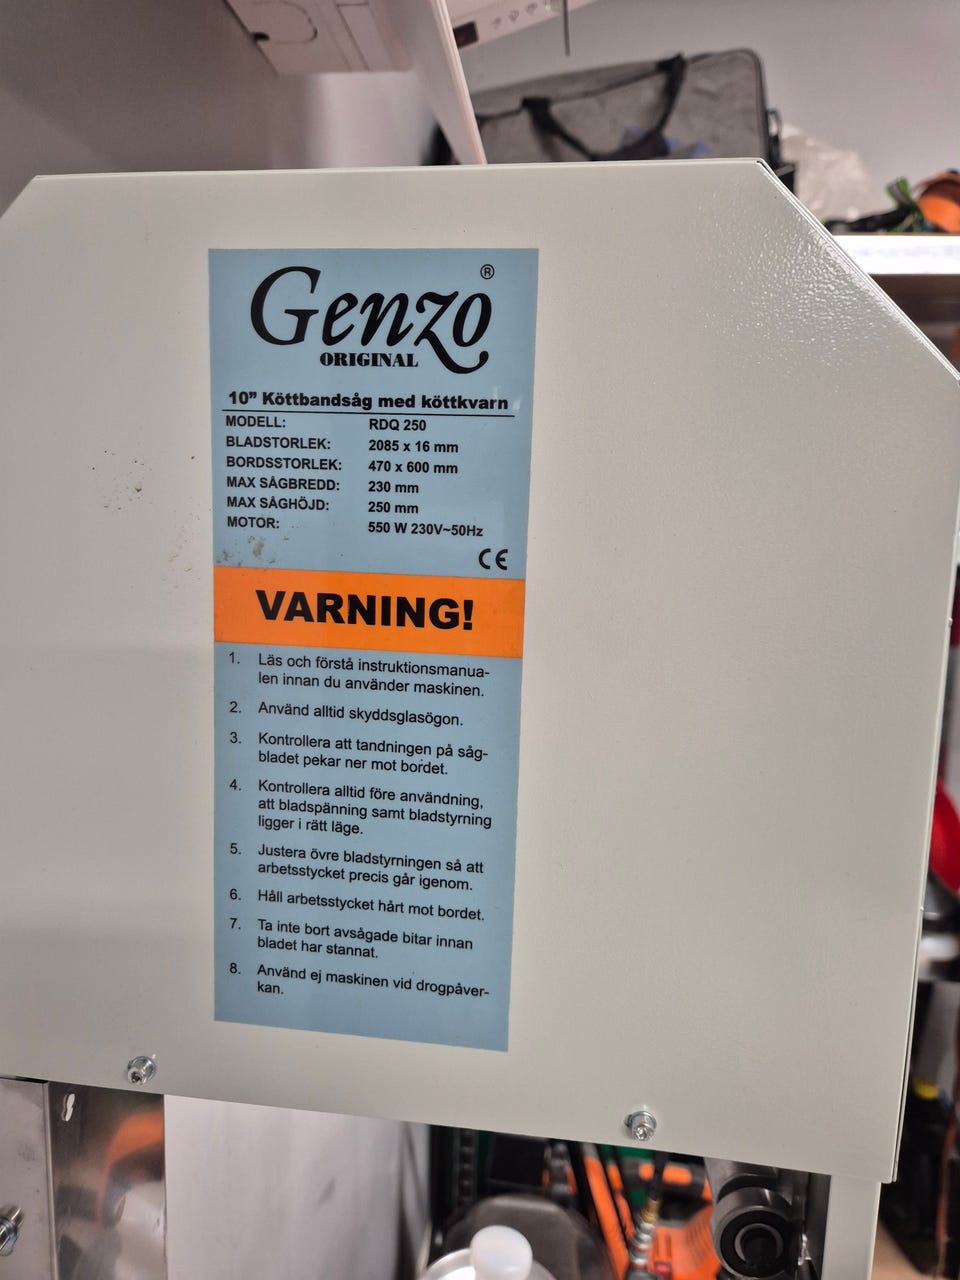 Genzo®
ORIGINAL
10” Köttbandsåg med köttkvarn
MODELL: RDQ 250
BLADSTORLEK: 2085 x 16 mm
BORDSSTORLEK: 470 x 600 mm
MAX SÅGBREDD: 230 mm
MAX SÅGHÖJD: 250 mm
MOTOR: 550 W 230V~50Hz
CE
VARNING!
1. Läs och förstå instruktionsmanua-
len innan du använder maskinen.
2. Använd alltid skyddsglasögon.
3. Kontrollera att tandningen på såg-
bladet pekar ner mot bordet.
4. Kontrollera alltid före användning,
att bladspänning samt bladstyrning
ligger i rätt läge.
5. Justera övre bladstyrningen så att
arbetsstycket precis går igenom.
6. Håll arbetsstycket hårt mot bordet.
7. Ta inte bort avsågade bitar innan
bladet har stannat.
8. Använd ej maskinen vid drogpåver-
kan.